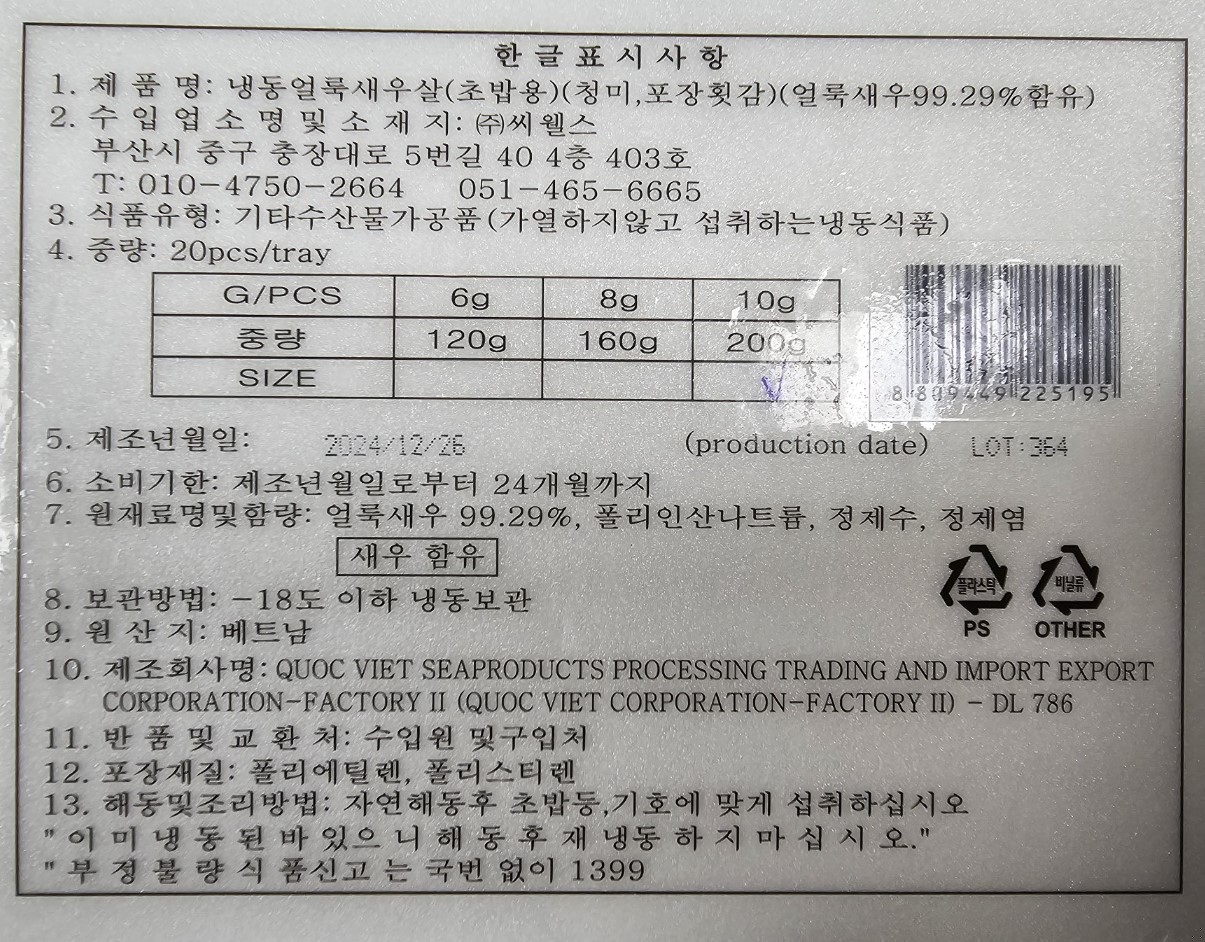 한글표시사항
1. 제 품 명: 냉동얼룩새우살(초밥용)(청미,포장횟감)(얼룩새우99.29%함유)
2. 수 입 업 소 명 및 소 재 지: ㈜씨웰스
부산시 중구 충장대로 5번길 40 4층 403호
T: 010-4750-2664 051-465-6665
3. 식품유형: 기타수산물가공품(가열하지않고 섭취하는냉동식품)
4. 중량: 20pcs/tray
G/PCS 6g 8g 10g
중량 120g 160g 200g
SIZE
8 809449 225195
5. 제조년월일: 2024/12/26 (production date) LOT:364
6. 소비기한: 제조년월일로부터 24개월까지
7. 원재료명및함량: 얼룩새우 99.29%, 폴리인산나트륨, 정제수, 정제염
새우 함유
플라스틱 비닐류
8. 보관방법: -18도 이하 냉동보관
PS OTHER
9. 원 산 지: 베트남
10. 제조회사명: QUOC VIET SEAPRODUCTS PROCESSING TRADING AND IMPORT EXPORT
CORPORATION-FACTORY II (QUOC VIET CORPORATION-FACTORY II) - DL 786
11. 반 품 및 교 환 처: 수입원 및구입처
12. 포장재질: 폴리에틸렌, 폴리스티렌
13. 해동및조리방법: 자연해동후 초밥등,기호에 맞게 섭취하십시오
" 이 미 냉 동 된 바 있으 니 해 동 후 재 냉동 하 지 마 십 시 오."
" 부 정 불 량 식 품신고 는 국번 없이 1399